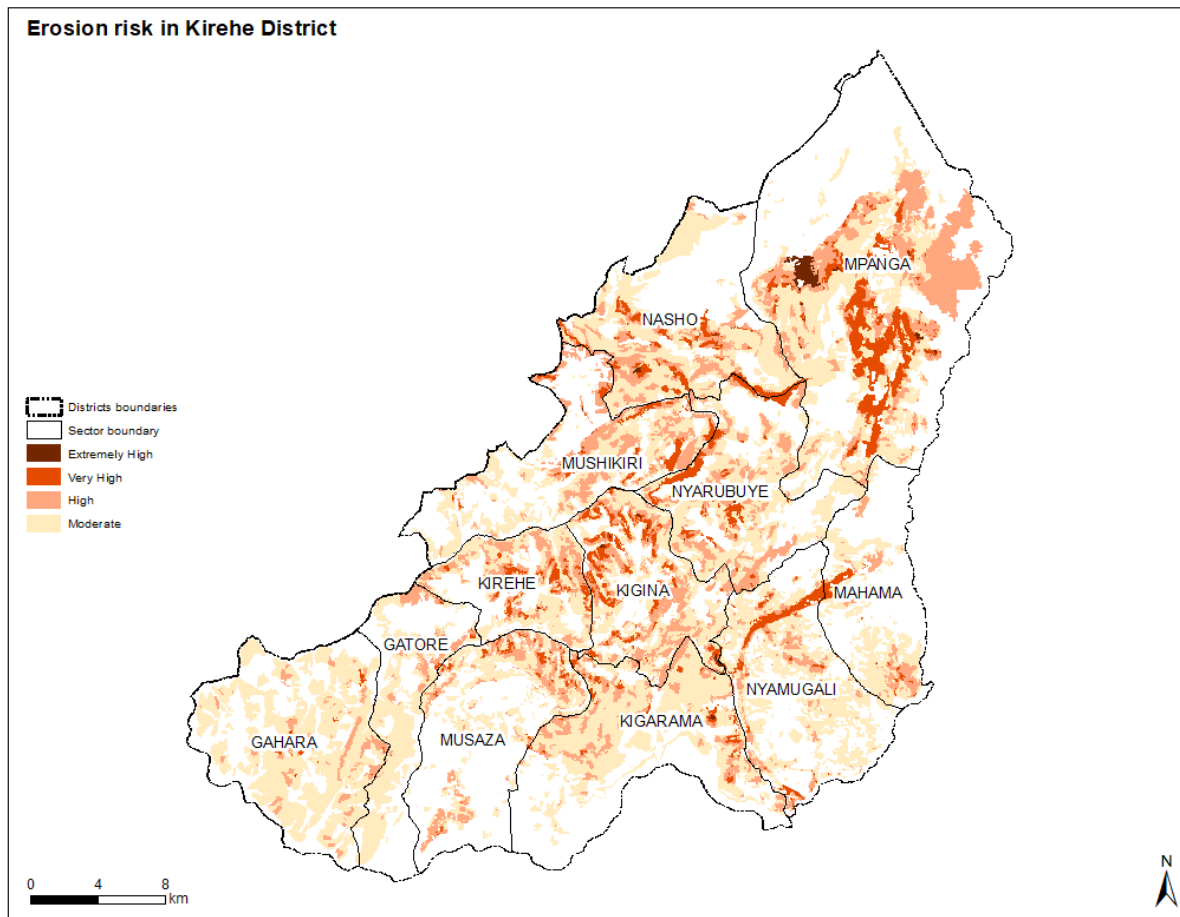 Erosion risk in Kirehe District
MPANGA
NASHO
Districts boundaries
Sector boundary
Extremely High
Very High
High
Moderate
MUSHIKIRI
NYARUBUYE
KIREHE
KIGINA
MAHAMA
GATORE
NYAMUGALI
KIGARAMA
GAHARA
MUSAZA
0 4 8
km
N